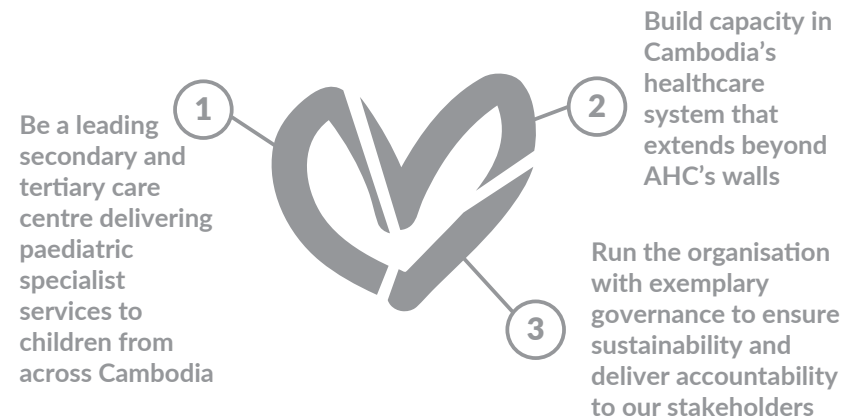 1
Be a leading
secondary and
tertiary care
centre delivering
paediatric
specialist
services to
children from
across Cambodia
2
Build capacity in
Cambodia’s
healthcare
system that
extends beyond
AHC’s walls
3
Run the organisation
with exemplary
governance to ensure
sustainability and
deliver accountability
to our stakeholders